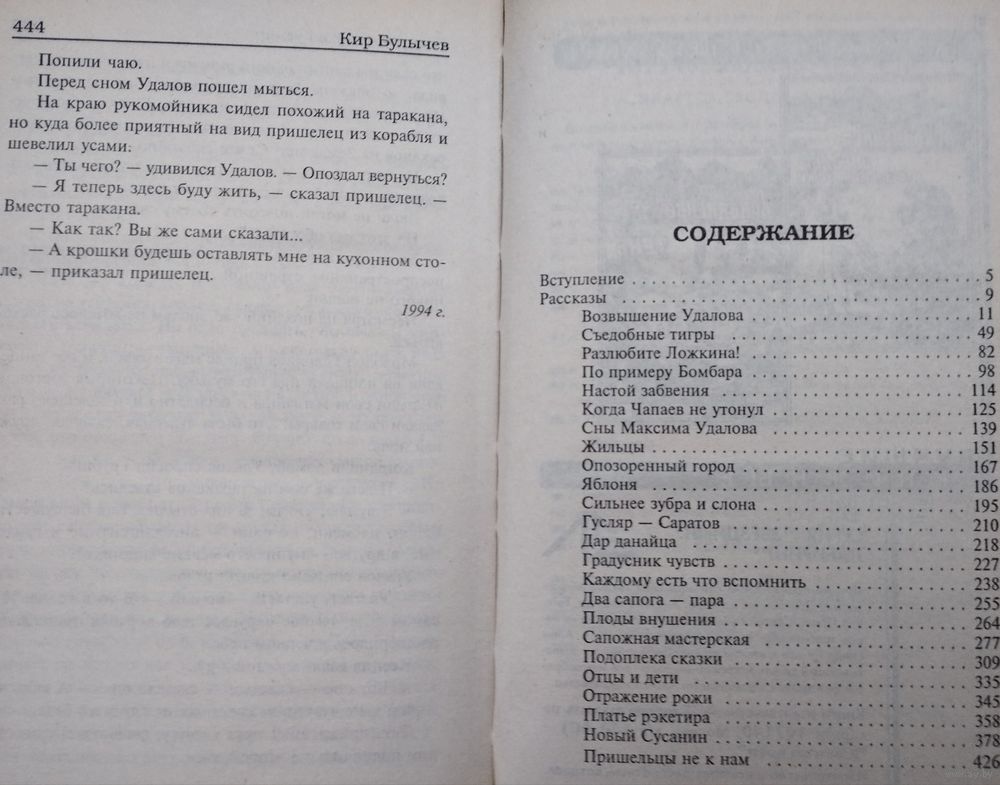 444
Кир Булычев
Попили чаю.
Перед сном Удалов пошел мыться.
На краю рукомойника сидел похожий на таракана,
но куда более приятный на вид пришелец из корабля и
шевелил усами.
— Ты чего? — удивился Удалов. — Опоздал вернуться?
— Я теперь здесь буду жить, — сказал пришелец. —
Вместо таракана.
— Как так? Вы же сами сказали...
— А крошки будешь оставлять мне на кухонном сто-
ле, — приказал пришелец.
1994 г.
СОДЕРЖАНИЕ
Вступление . . . . . . . . . . . . . . . . . . . . . . . . . . . . 5
Рассказы . . . . . . . . . . . . . . . . . . . . . . . . . . . . 9
Возвышение Удалова . . . . . . . . . . . . . . . . . . 11
Съедобные тигры . . . . . . . . . . . . . . . . . . . . 49
Разлюбите Ложкина! . . . . . . . . . . . . . . . . . . 82
По примеру Бомбара . . . . . . . . . . . . . . . . . . 98
Настой забвения . . . . . . . . . . . . . . . . . . . . 114
Когда Чапаев не утонул . . . . . . . . . . . . . . . . 125
Сны Максима Удалова . . . . . . . . . . . . . . . . 139
Жильцы . . . . . . . . . . . . . . . . . . . . . . . . . 151
Опозоренный город . . . . . . . . . . . . . . . . . . 167
Яблоня . . . . . . . . . . . . . . . . . . . . . . . . . 186
Сильнее зубра и слона . . . . . . . . . . . . . . . . 195
Гусляр — Саратов . . . . . . . . . . . . . . . . . . . 210
Дар данайца . . . . . . . . . . . . . . . . . . . . . . 218
Градусник чувств . . . . . . . . . . . . . . . . . . . 227
Каждому есть что вспомнить . . . . . . . . . . . . 238
Два сапога — пара . . . . . . . . . . . . . . . . . . 255
Плоды внушения . . . . . . . . . . . . . . . . . . . 264
Сапожная мастерская . . . . . . . . . . . . . . . . 277
Подоплека сказки . . . . . . . . . . . . . . . . . . . 309
Отцы и дети . . . . . . . . . . . . . . . . . . . . . . 335
Отражение рожи . . . . . . . . . . . . . . . . . . . 345
Платье рэкетира . . . . . . . . . . . . . . . . . . . 358
Новый Сусанин . . . . . . . . . . . . . . . . . . . . 378
Пришельцы не к нам . . . . . . . . . . . . . . . . 426